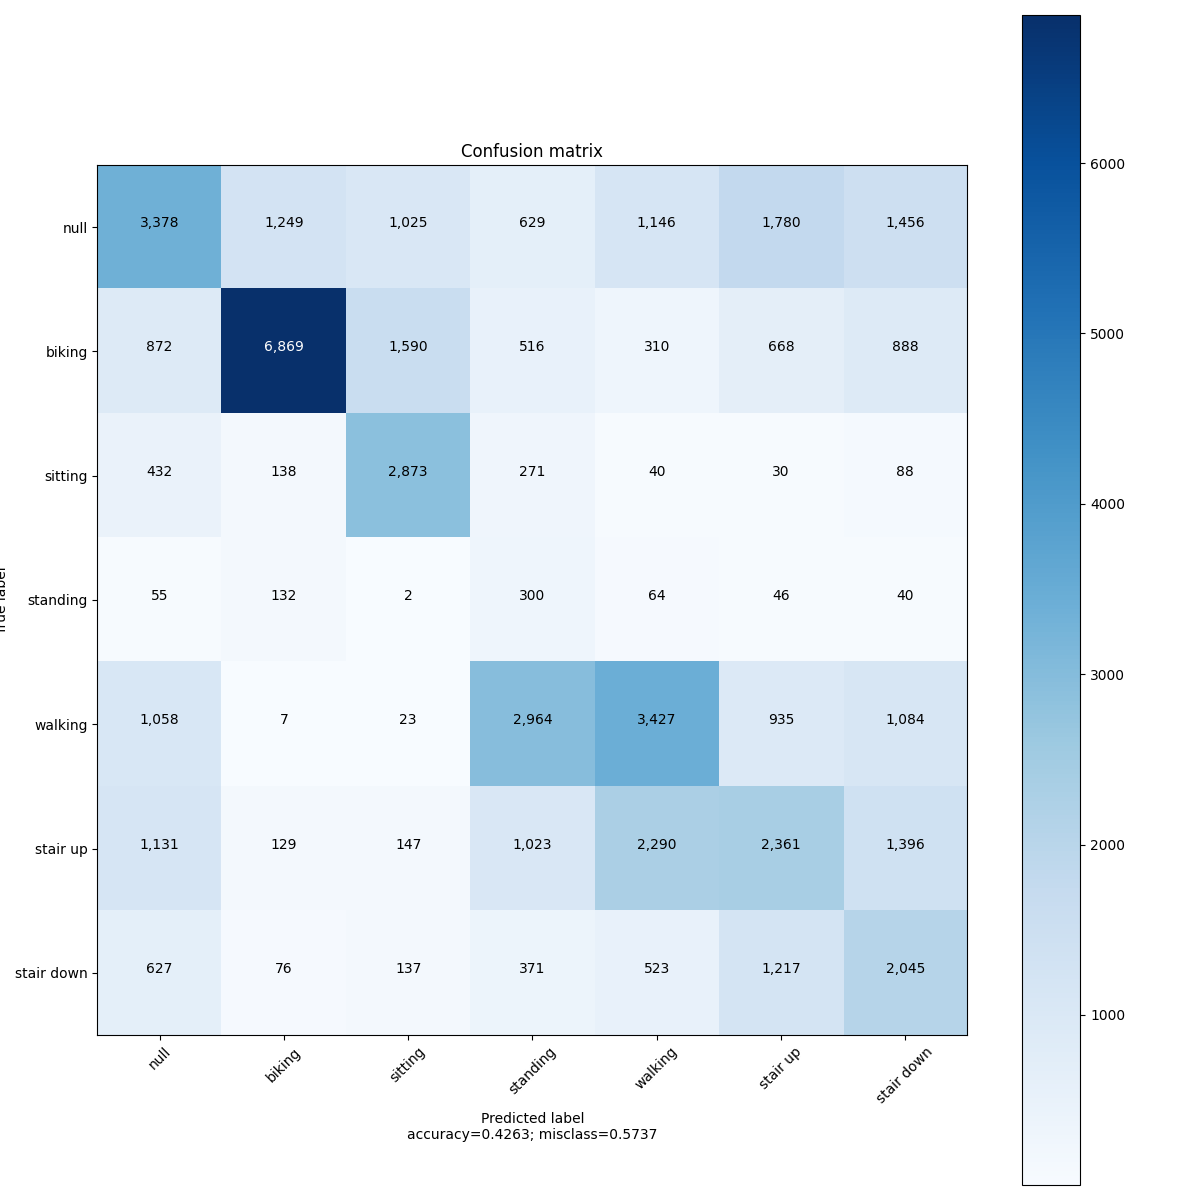 Confusion matrix
null 3,378 1,249 1,025 629 1,146 1,780 1,456
biking 872 6,869 1,590 516 310 668 888
sitting 432 138 2,873 271 40 30 88
standing 55 132 2 300 64 46 40
walking 1,058 7 23 2,964 3,427 935 1,084
stair up 1,131 129 147 1,023 2,290 2,361 1,396
stair down 627 76 137 371 523 1,217 2,045
null biking sitting standing walking stair up stair down
Predicted label
accuracy=0.4263; misclass=0.5737
label
6000
5000
4000
3000
2000
1000